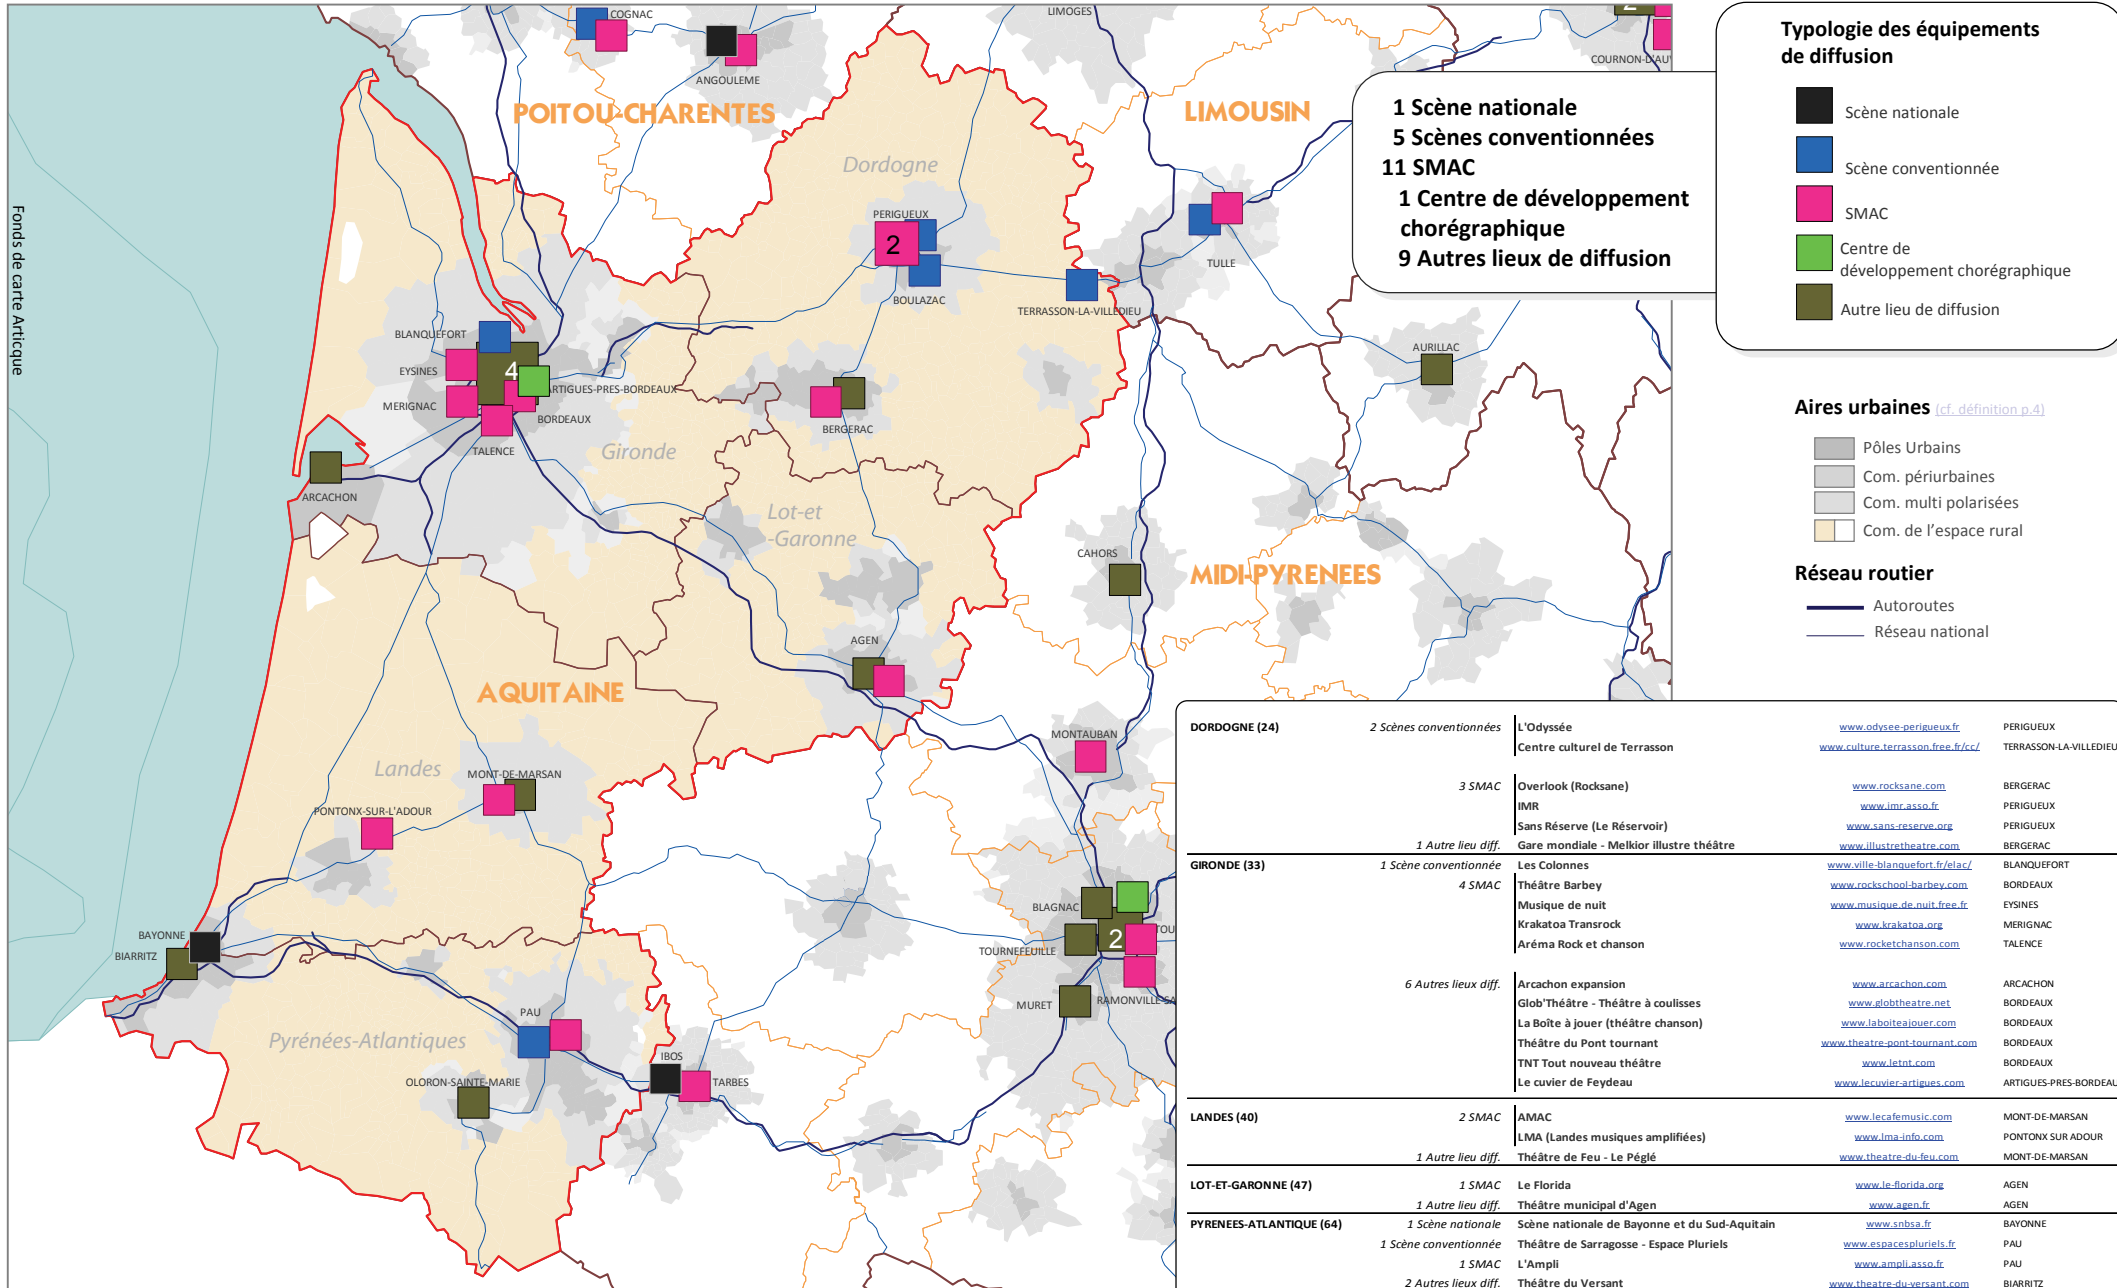 Typologie des équipements
de diffusion
Scène nationale
Scène conventionnée
SMAC
Centre de
développement chorégraphique
Autre lieu de diffusion
1 Scène nationale
5 Scènes conventionnées
11 SMAC
1 Centre de développement
chorégraphique
9 Autres lieux de diffusion
Aires urbaines (cf. définition p.4)
Pôles Urbains
Com. périurbaines
Com. multi polarisées
Com. de l'espace rural
Réseau routier
Autoroutes
Réseau national
Fonds de carte Articque
COGNAC
LIMOGES
2
ANGOULEME
COURNON-D'AUV
POITOU-CHARENTES
LIMOUSIN
Dordogne
PERIGUEUX
2
TULLE
BOULAZAC
TERRASSON-LA-VILLEDIEU
BLANQUEFORT
AURILLAC
EYSINES
4
ARTIGUES-PRES-BORDEAUX
MERIGNAC
BORDEAUX
BERGERAC
TALENCE
Gironde
ARCACHON
Lot-et
-Garonne
CAHORS
MIDI-PYRENEES
AGEN
AQUITAINE
MONTAUBAN
Landes
MONT-DE-MARSAN
PONTONX-SUR-L'ADOUR
BLAGNAC
BAYONNE
2
TOU
BIARRITZ
TOURNEFEUILLE
MURET
RAMONVILLE-SA
PAU
Pyrénées-Atlantiques
IBOS
OLORON-SAINTE-MARIE
TARBES
DORDOGNE (24) 2 Scènes conventionnées L'Odyssée www.odysee-perigueux.fr PERIGUEUX
Centre culturel de Terrasson www.culture.terrasson.free.fr/cc/ TERRASSON-LA-VILLEDIEU
3 SMAC Overlook (Rocksane) www.rocksane.com BERGERAC
IMR www.imr.asso.fr PERIGUEUX
Sans Réserve (Le Réservoir) www.sans-reserve.org PERIGUEUX
1 Autre lieu diff. Gare mondiale - Melkior illustre théâtre www.illustretheatre.com BERGERAC
GIRONDE (33) 1 Scène conventionnée Les Colonnes www.ville-blanquefort.fr/elac/ BLANQUEFORT
4 SMAC Théâtre Barbey www.rockschool-barbey.com BORDEAUX
Musique de nuit www.musique.de.nuit.free.fr EYSINES
Krakatoa Transrock www.krakatoa.org MERIGNAC
Aréma Rock et chanson www.rocketchanson.com TALENCE
6 Autres lieux diff. Arcachon expansion www.arcachon.com ARCACHON
Glob'Théâtre - Théâtre à coulisses www.globtheatre.net BORDEAUX
La Boîte à jouer (théâtre chanson) www.laboiteajouer.com BORDEAUX
Théâtre du Pont tournant www.theatre-pont-tournant.com BORDEAUX
TNT Tout nouveau théâtre www.letnt.com BORDEAUX
Le cuvier de Feydeau www.lecuvier-artigues.com ARTIGUES-PRES-BORDEAU
LANDES (40) 2 SMAC AMAC www.lecafemusic.com MONT-DE-MARSAN
LMA (Landes musiques amplifiées) www.lma-info.com PONTONX SUR ADOUR
1 Autre lieu diff. Théâtre de Feu - Le Péglé www.theatre-du-feu.com MONT-DE-MARSAN
LOT-ET-GARONNE (47) 1 SMAC Le Florida www.le-florida.org AGEN
1 Autre lieu diff. Théâtre municipal d'Agen www.agen.fr AGEN
PYRENEES-ATLANTIQUE (64) 1 Scène nationale Scène nationale de Bayonne et du Sud-Aquitain www.snbsa.fr BAYONNE
1 Scène conventionnée Théâtre de Sarragosse - Espace Pluriels www.espacespluriels.fr PAU
1 SMAC L'Ampli www.ampli.asso.fr PAU
2 Autres lieux diff. Théâtre du Versant www.theatre-du-versant.com BIARRITZ